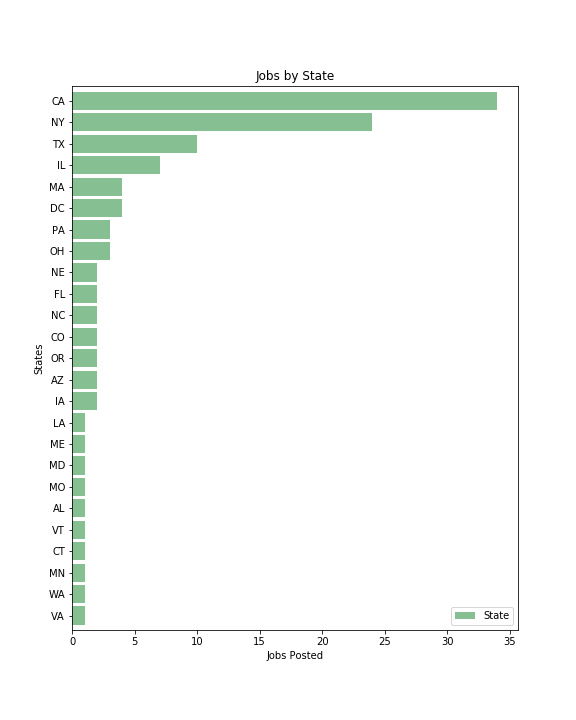 Jobs by State
CA
NY
TX
IL
MA
DC
PA
OH
NE
FL
NC
CO
OR
AZ
IA
LA
ME
MD
MO
AL
VT
CT
MN
WA
VA
States
State
0 5 10 15 20 25 30 35
Jobs Posted